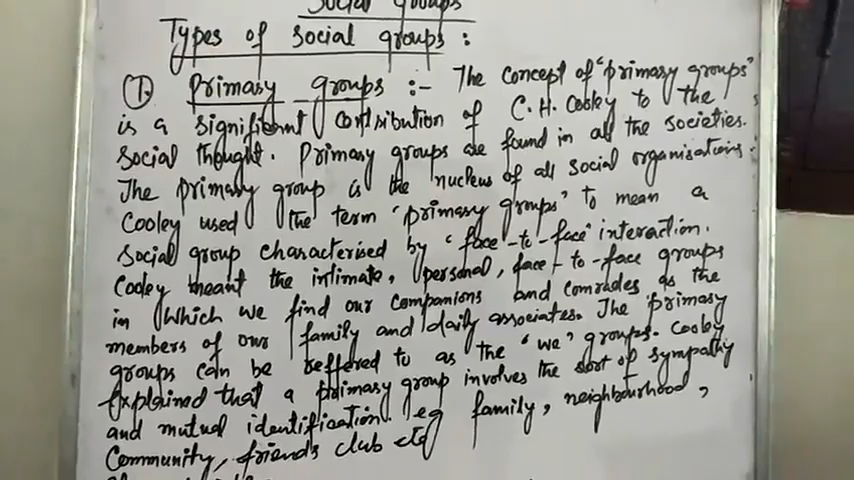 Social groups
Types of social groups :
1. Primary groups :- The concept of "primary groups"
is a significant contribution of C.H. Cooley to the
social thought. Primary groups are found in all the societies.
The primary group is the nucleus of all social organisations.
Cooley used the term 'primary groups' to mean a
social group characterised by 'face-to-face' interaction.
Cooley meant the intimate, personal, face-to-face groups
in which we find our companions and comrades as the
members of our family and daily associates. The primary
groups can be reffered to as the "we" groups. Cooley
explained that a primary group involves the sort of sympathy
and mutual identification. eg family, neighbourhood,
Community, friends club etc